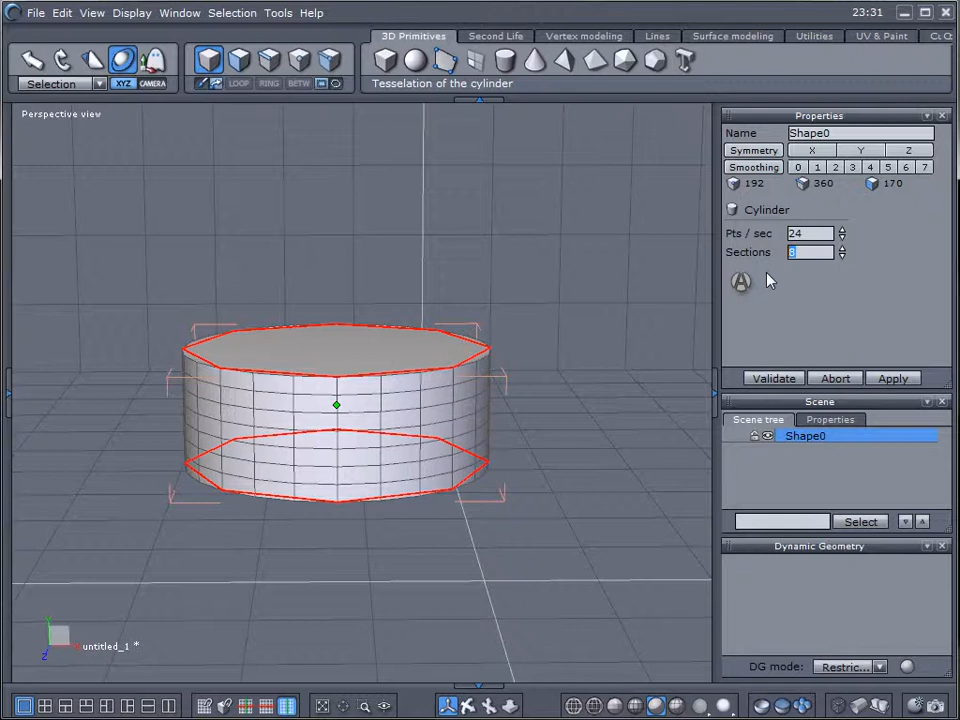 File Edit View Display Window Selection Tools Help 23:31
3D Primitives Second Life Vertex modeling Lines Surface modeling Utilities UV & Paint
Selection XYZ CAMERA LOOP RING BETW Tesselation of the cylinder
Perspective view
Properties
Name Shape0
Symmetry X Y Z
Smoothing 0 1 2 3 4 5 6 7
192 360 170
Cylinder
Pts / sec 24
Sections 8
Validate Abort Apply
Scene
Scene tree Properties
Shape0
Select
Dynamic Geometry
Y
X
Z
untitled_1 *
DG mode: Restric...